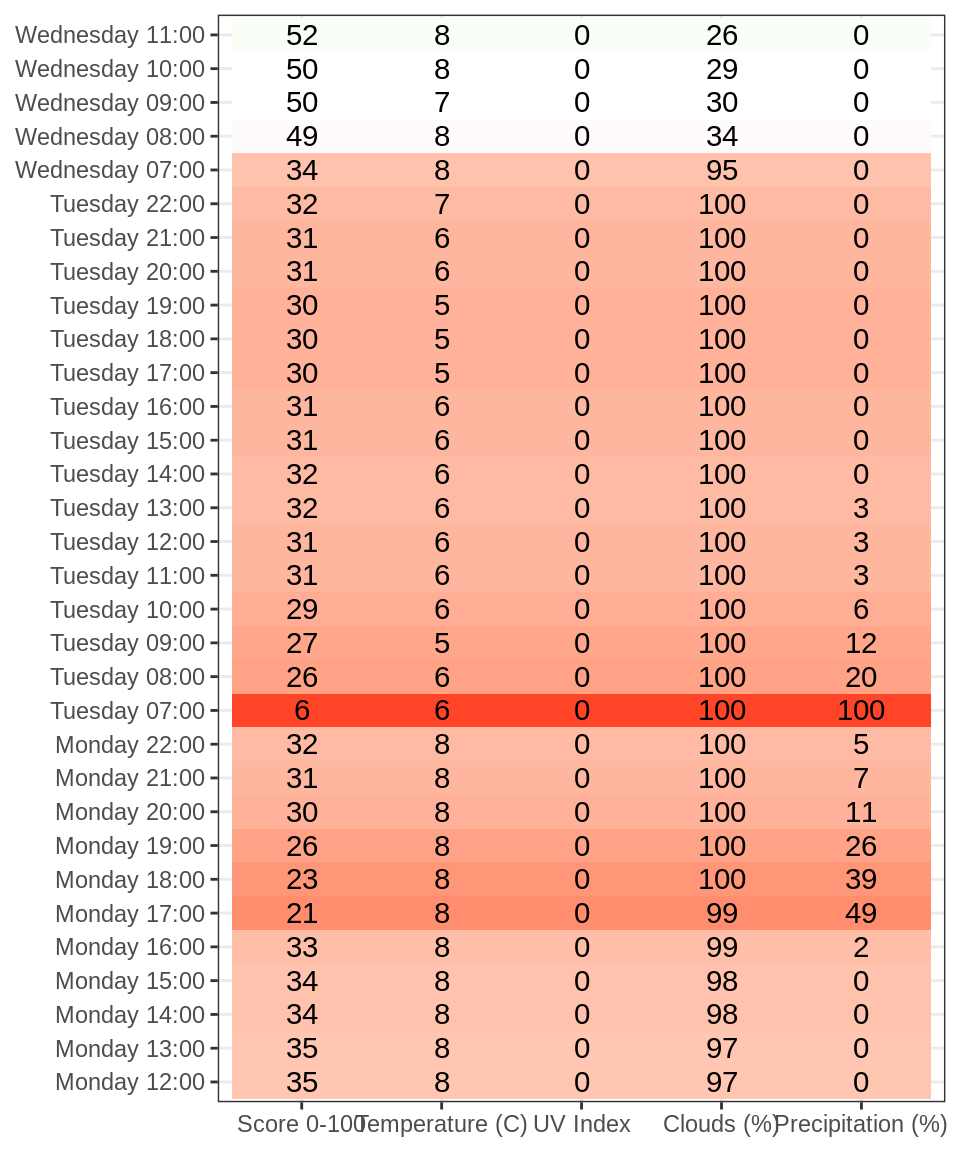 Wednesday 11:00 52 8 0 26 0
Wednesday 10:00 50 8 0 29 0
Wednesday 09:00 50 7 0 30 0
Wednesday 08:00 49 8 0 34 0
Wednesday 07:00 34 8 0 95 0
Tuesday 22:00 32 7 0 100 0
Tuesday 21:00 31 6 0 100 0
Tuesday 20:00 31 6 0 100 0
Tuesday 19:00 30 5 0 100 0
Tuesday 18:00 30 5 0 100 0
Tuesday 17:00 30 5 0 100 0
Tuesday 16:00 31 6 0 100 0
Tuesday 15:00 31 6 0 100 0
Tuesday 14:00 32 6 0 100 0
Tuesday 13:00 32 6 0 100 3
Tuesday 12:00 31 6 0 100 3
Tuesday 11:00 31 6 0 100 3
Tuesday 10:00 29 6 0 100 6
Tuesday 09:00 27 5 0 100 12
Tuesday 08:00 26 6 0 100 20
Tuesday 07:00 6 6 0 100 100
Monday 22:00 32 8 0 100 5
Monday 21:00 31 8 0 100 7
Monday 20:00 30 8 0 100 11
Monday 19:00 26 8 0 100 26
Monday 18:00 23 8 0 100 39
Monday 17:00 21 8 0 99 49
Monday 16:00 33 8 0 99 2
Monday 15:00 34 8 0 98 0
Monday 14:00 34 8 0 98 0
Monday 13:00 35 8 0 97 0
Monday 12:00 35 8 0 97 0
Score 0-100 Temperature (C) UV Index Clouds (%) Precipitation (%)